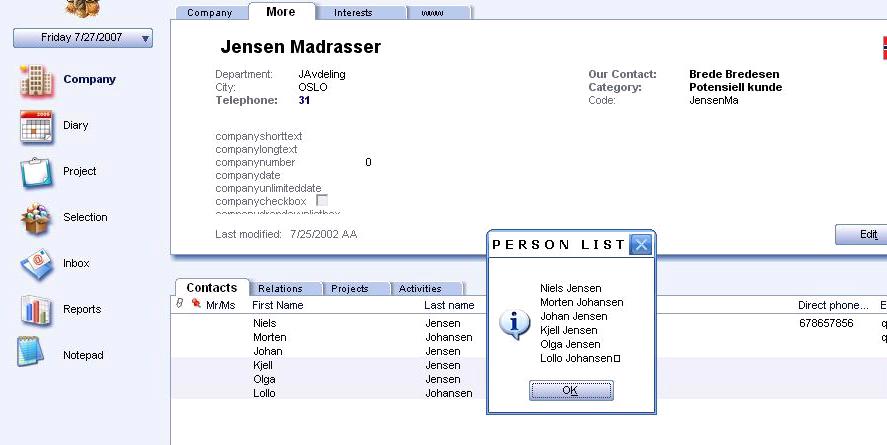 Company More Interests www
Friday 7/27/2007
Jensen Madrasser
Department: JAvdeling
City: OSLO
Telephone: 31
Our Contact: Brede Bredesen
Category: Potensiell kunde
Code: JensenMa
Company
Diary
Project
Selection
Inbox
Reports
Notepad
companyshorttext
companylongtext
companynumber 0
companydate
companyunlimiteddate
companycheckbox
companydropdownlistbox
Last modified: 7/25/2002 AA
Edit
Contacts Relations Projects Activities
Mr/Ms First Name Last name Direct phone... E
Niels Jensen 678657856 q
Morten Johansen q
Johan Jensen
Kjell Jensen
Olga Jensen
Lollo Johansen
PERSON LIST
Niels Jensen
Morten Johansen
Johan Jensen
Kjell Jensen
Olga Jensen
Lollo Johansen□
OK